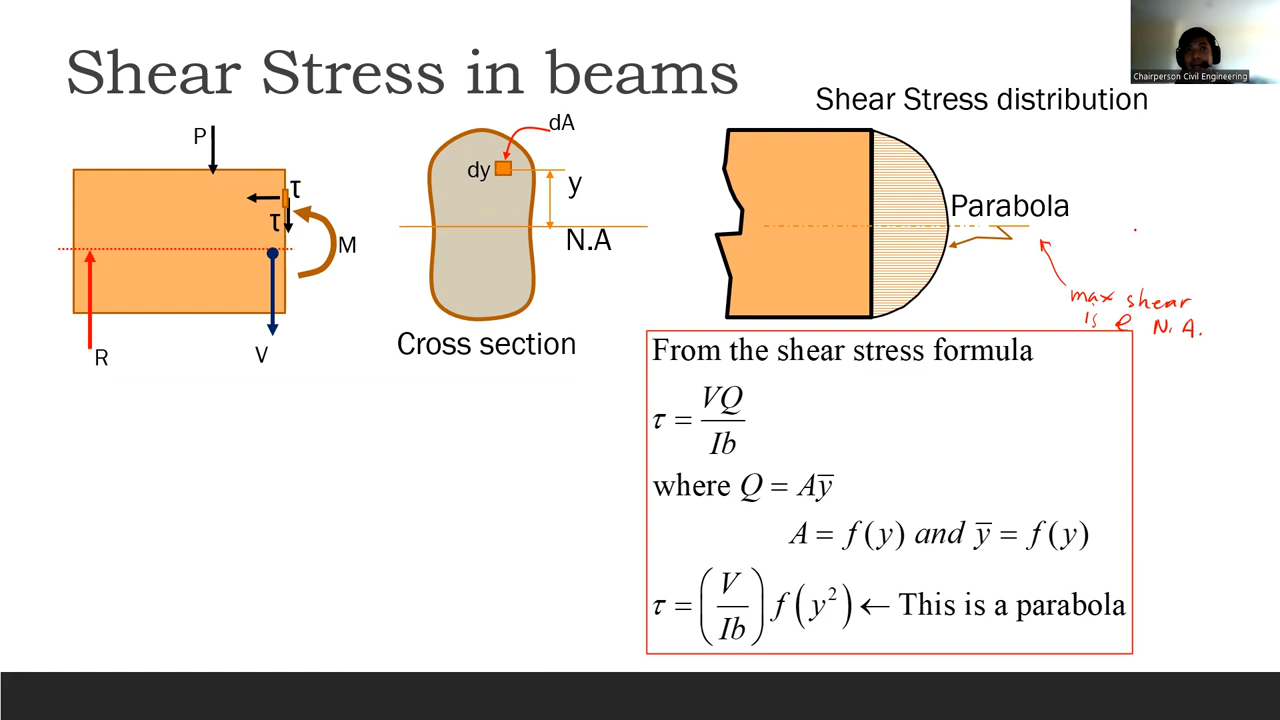 Shear Stress in beams
Chairperson Civil Engineering
Shear Stress distribution
P
τ
τ
M
R
V
dA
dy
y
N.A
Cross section
Parabola
max shear
is @ N.A.
From the shear stress formula
τ = VQ / Ib
where Q = Ay̅
A = f(y) and y̅ = f(y)
τ = (V / Ib) f(y²) ← This is a parabola